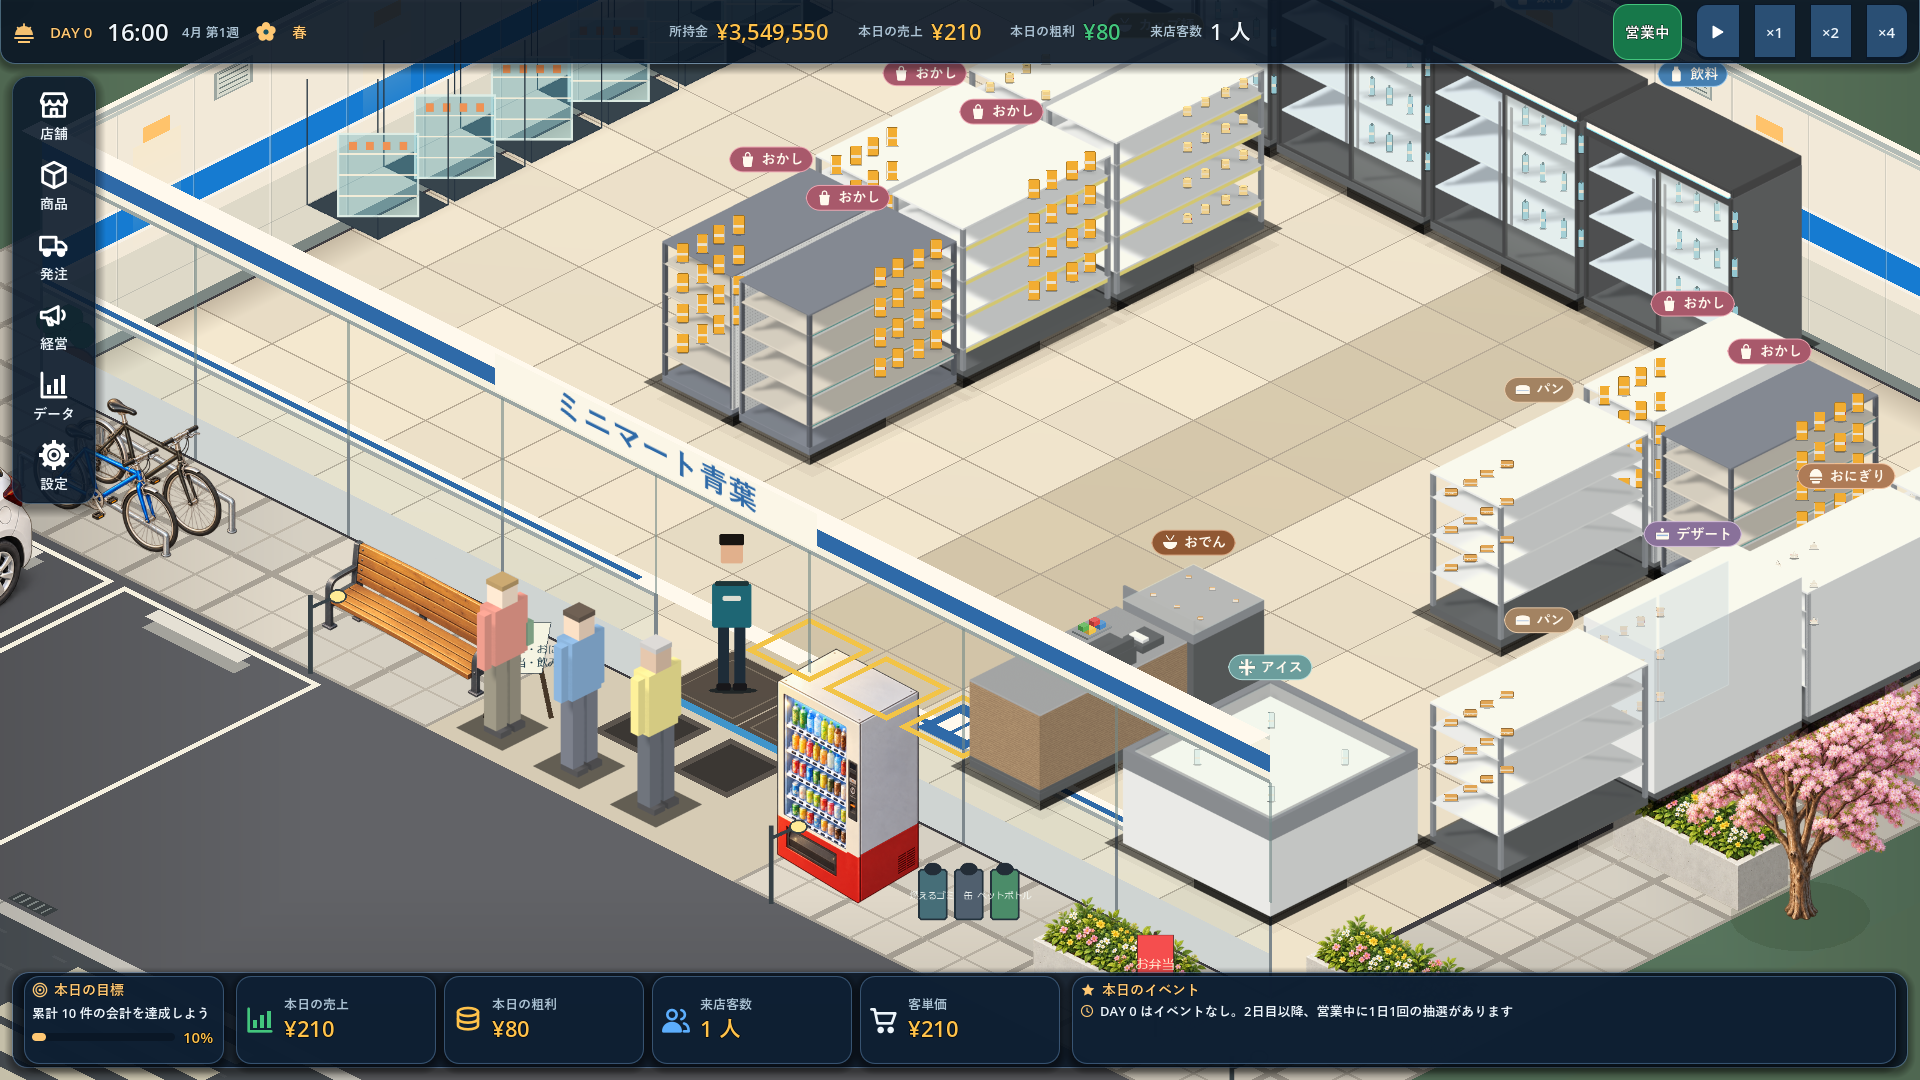 DAY 0 16:00 4月 第1週 春
所持金 ¥3,549,550 本日の売上 ¥210 本日の粗利 ¥80 来店客数 1 人
営業中 ×1 ×2 ×4
店舗
商品
発注
経営
データ
設定
おかし
飲料
おかし
おかし
おかし
おかし
おかし
パン
おにぎり
デザート
おでん
パン
アイス
ミニマート青葉
缶 ペットボトル
お弁当
本日の目標
累計 10 件の会計を達成しよう
10%
本日の売上
¥210
本日の粗利
¥80
来店客数
1 人
客単価
¥210
本日のイベント
DAY 0 はイベントなし。2日目以降、営業中に1日1回の抽選があります